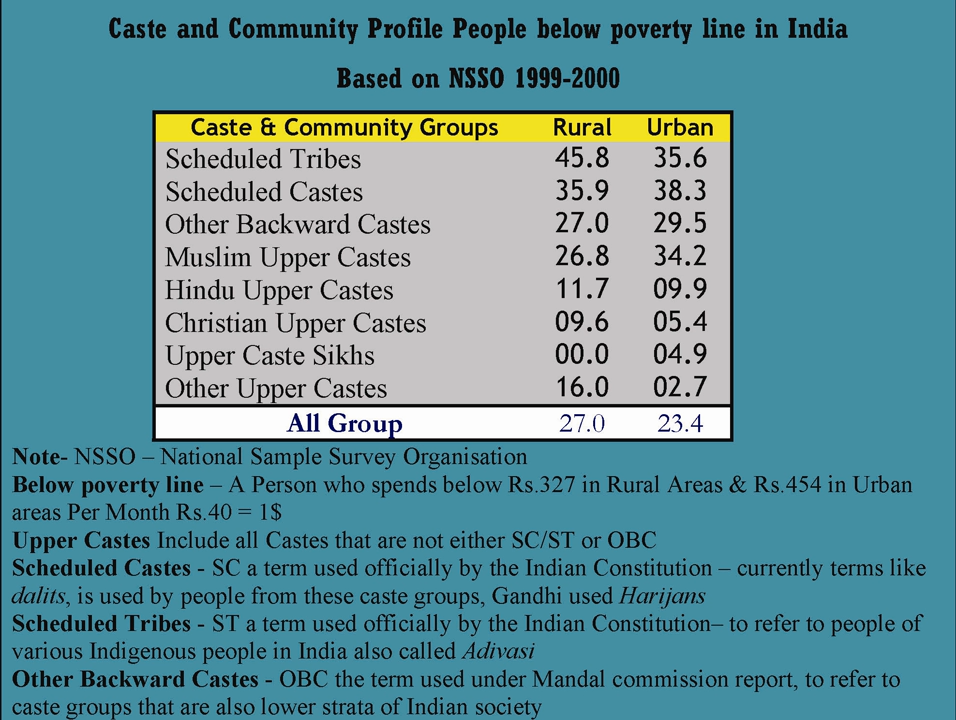 Caste and Community Profile People below poverty line in India
Based on NSSO 1999-2000
Caste & Community Groups Rural Urban
Scheduled Tribes 45.8 35.6
Scheduled Castes 35.9 38.3
Other Backward Castes 27.0 29.5
Muslim Upper Castes 26.8 34.2
Hindu Upper Castes 11.7 09.9
Christian Upper Castes 09.6 05.4
Upper Caste Sikhs 00.0 04.9
Other Upper Castes 16.0 02.7
All Group 27.0 23.4
Note- NSSO – National Sample Survey Organisation
Below poverty line – A Person who spends below Rs.327 in Rural Areas & Rs.454 in Urban
areas Per Month Rs.40 = 1$
Upper Castes Include all Castes that are not either SC/ST or OBC
Scheduled Castes - SC a term used officially by the Indian Constitution – currently terms like
dalits, is used by people from these caste groups, Gandhi used Harijans
Scheduled Tribes - ST a term used officially by the Indian Constitution– to refer to people of
various Indigenous people in India also called Adivasi
Other Backward Castes - OBC the term used under Mandal commission report, to refer to
caste groups that are also lower strata of Indian society